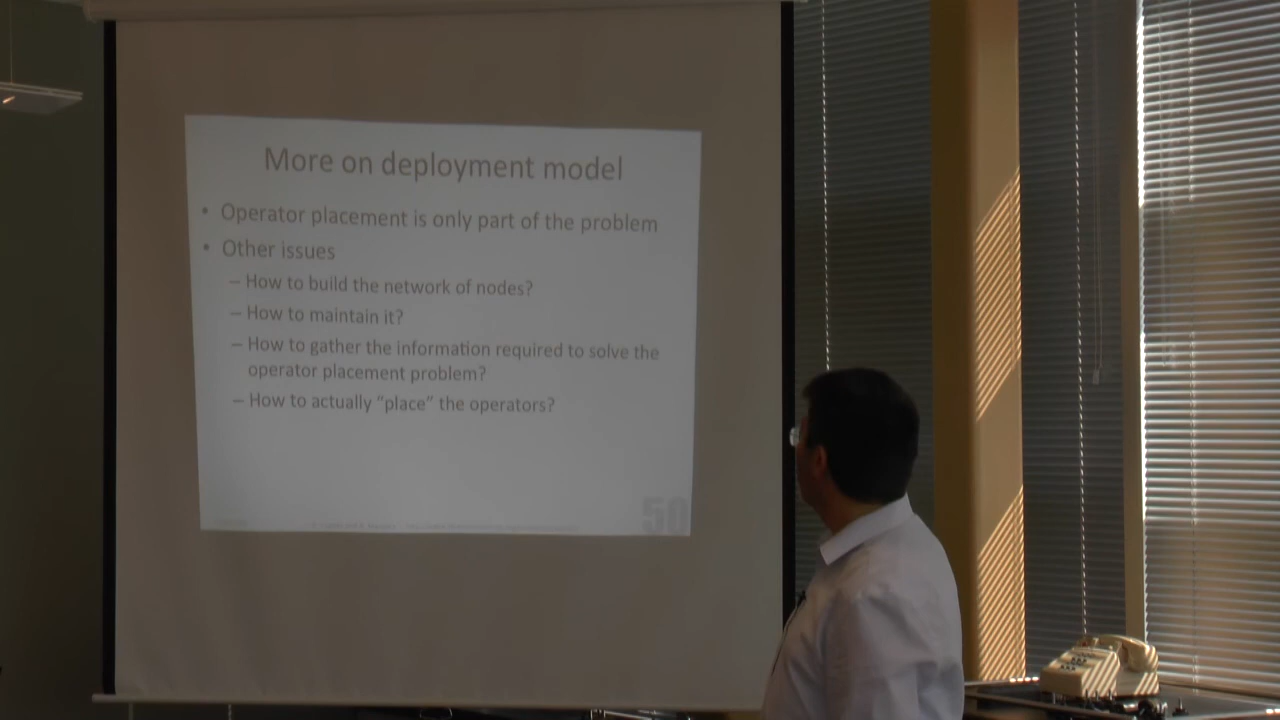 More on deployment model
• Operator placement is only part of the problem
• Other issues
– How to build the network of nodes?
– How to maintain it?
– How to gather the information required to solve the
operator placement problem?
– How to actually “place” the operators?
50